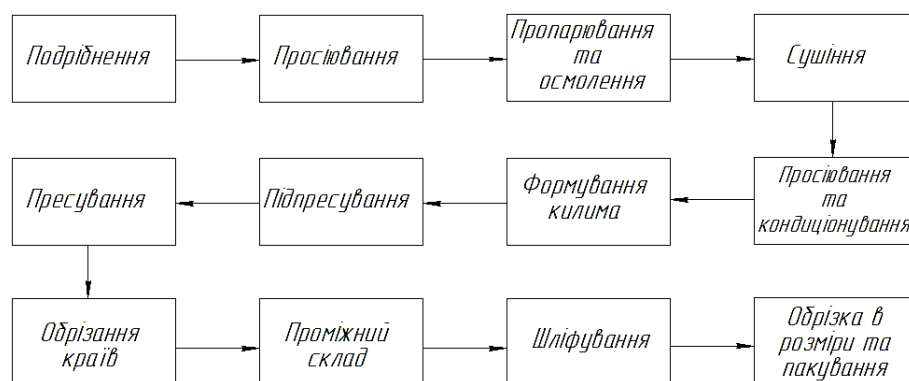 Подрібнення
Просіювання
Пропарювання
та
осмолення
Сушіння
Пресування
Підпресування
Формування
килима
Просіювання
та
кондиціонування
Обрізання
країв
Проміжний
склад
Шліфування
Обрізка в
розміри та
пакування